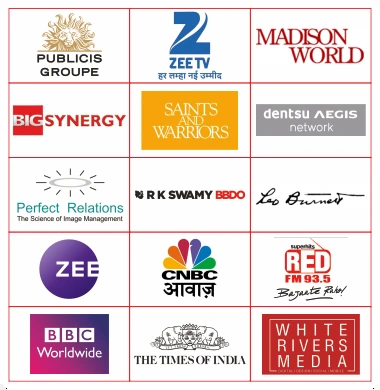 PUBLICIS
GROUPE
ZEE TV
हर लम्हा नई उम्मीद
MADISON
WORLD
BIG SYNERGY
SAINTS
AND
WARRIORS
dentsu AEGIS
network
Perfect Relations
The Science of Image Management
R K SWAMY BBDO
Leo Burnett
ZEE
CNBC
आवाज़
superhits
RED
FM 93.5
Bajaate Raho!
BBC
Worldwide
THE TIMES OF INDIA
WHITE
RIVERS
MEDIA